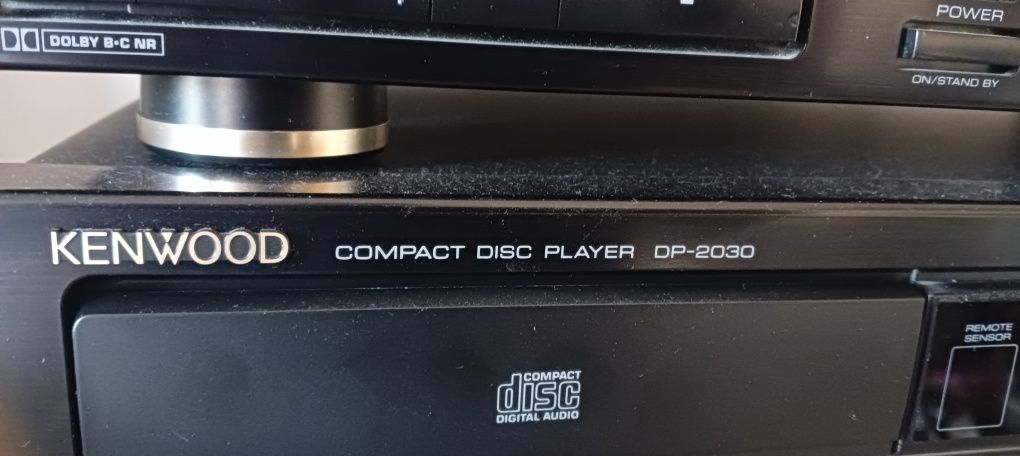 POWER
DOLBY B•C NR
ON/STAND BY
KENWOOD COMPACT DISC PLAYER DP-2030
REMOTE
SENSOR
COMPACT
disc
DIGITAL AUDIO